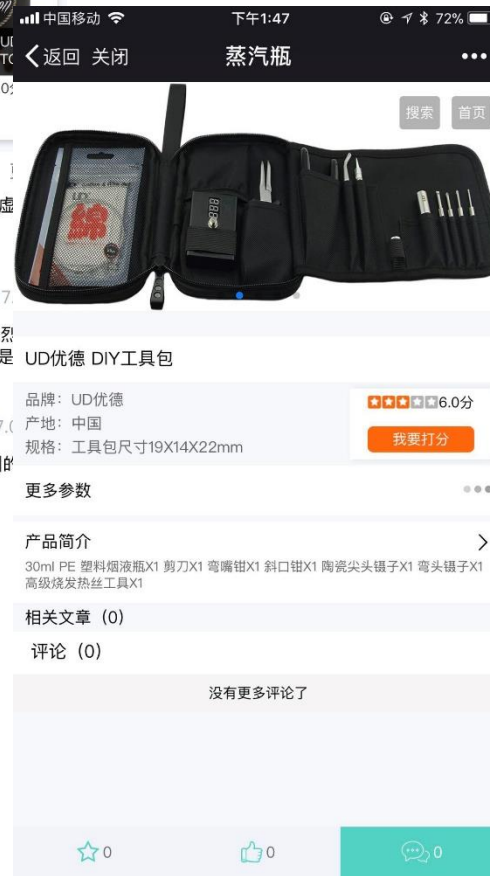 中国移动
下午1:47
72%
返回 关闭
蒸汽瓶
搜索
首页
UD
888
UD优德 DIY工具包
品牌：UD优德
产地：中国
规格：工具包尺寸19X14X22mm
6.0分
我要打分
更多参数
产品简介
30ml PE 塑料烟液瓶X1 剪刀X1 弯嘴钳X1 斜口钳X1 陶瓷尖头镊子X1 弯头镊子X1
高级烧发热丝工具X1
相关文章（0）
评论（0）
没有更多评论了
0
0
0